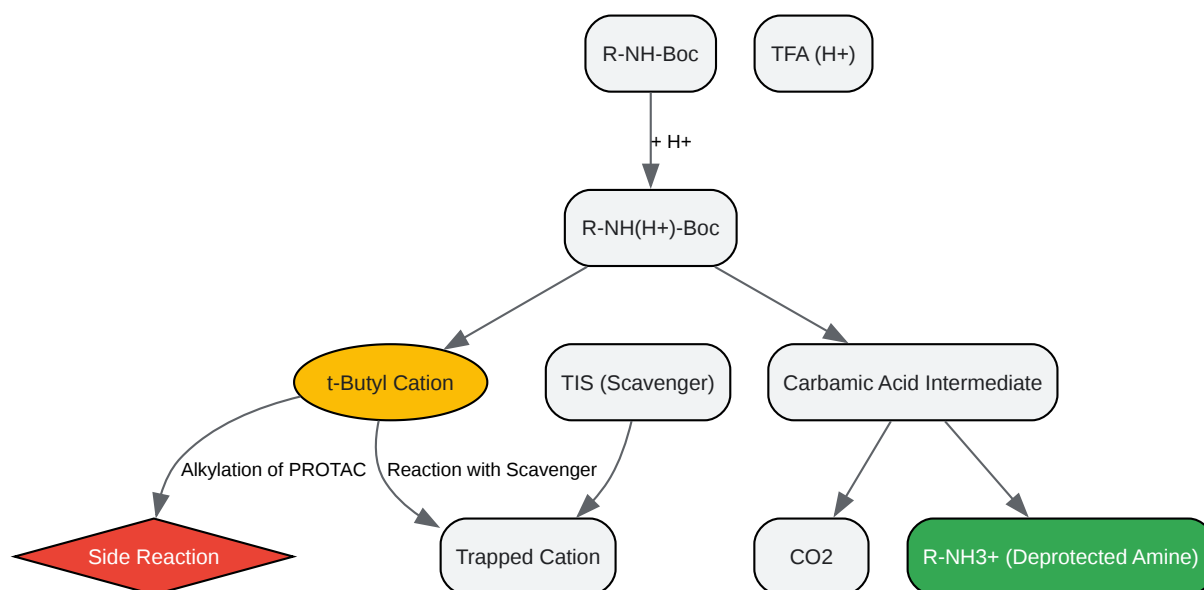 R-NH-Boc
TFA (H+)
+ H+
R-NH(H+)-Boc
t-Butyl Cation
TIS (Scavenger)
Carbamic Acid Intermediate
Alkylation of PROTAC
Reaction with Scavenger
Side Reaction
Trapped Cation
CO2
R-NH3+ (Deprotected Amine)